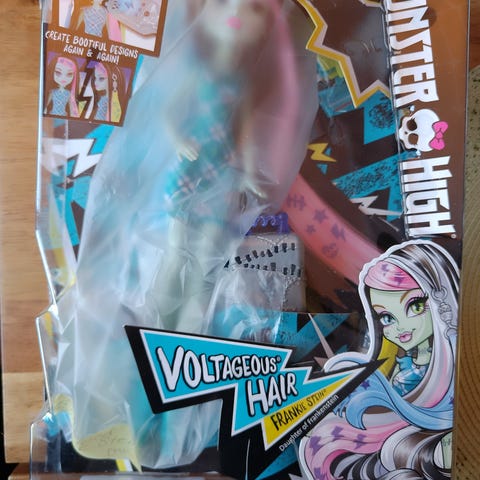 CREATE BOOTIFUL DESIGNS
AGAIN & AGAIN!
MONSTER HIGH
VOLTAGEOUS
HAIR
FRANKIE STEIN
Daughter of Frankenstein